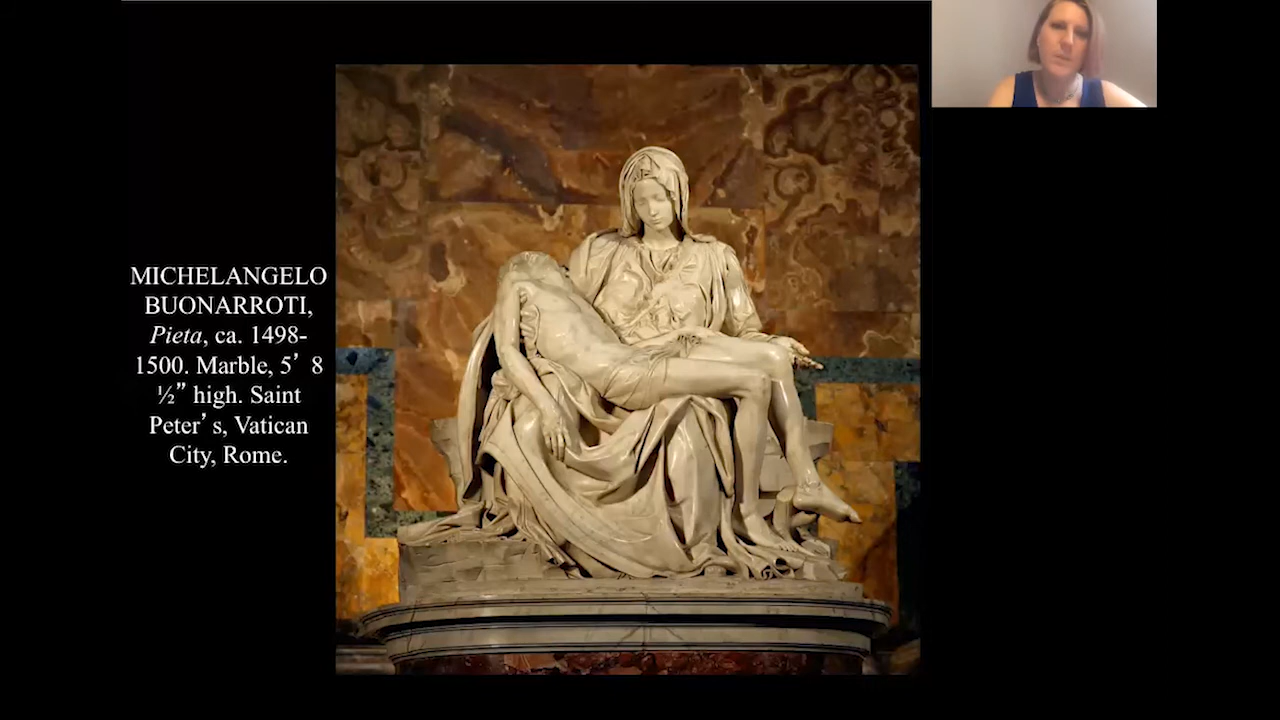 MICHELANGELO
BUONARROTI,
Pieta, ca. 1498-
1500. Marble, 5’ 8
½” high. Saint
Peter’s, Vatican
City, Rome.